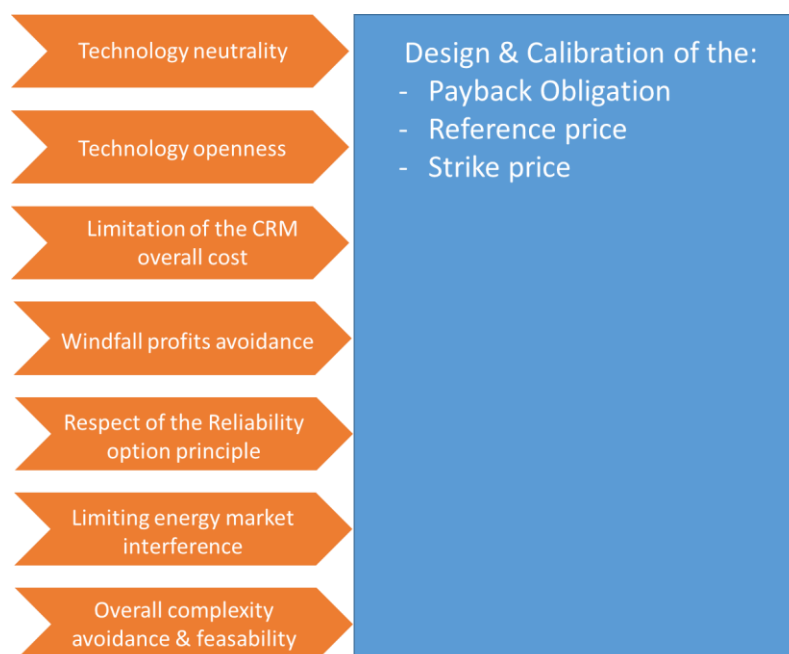 Technology neutrality
Technology openness
Limitation of the CRM
overall cost
Windfall profits avoidance
Respect of the Reliability
option principle
Limiting energy market
interference
Overall complexity
avoidance & feasability
Design & Calibration of the:
- Payback Obligation
- Reference price
- Strike price